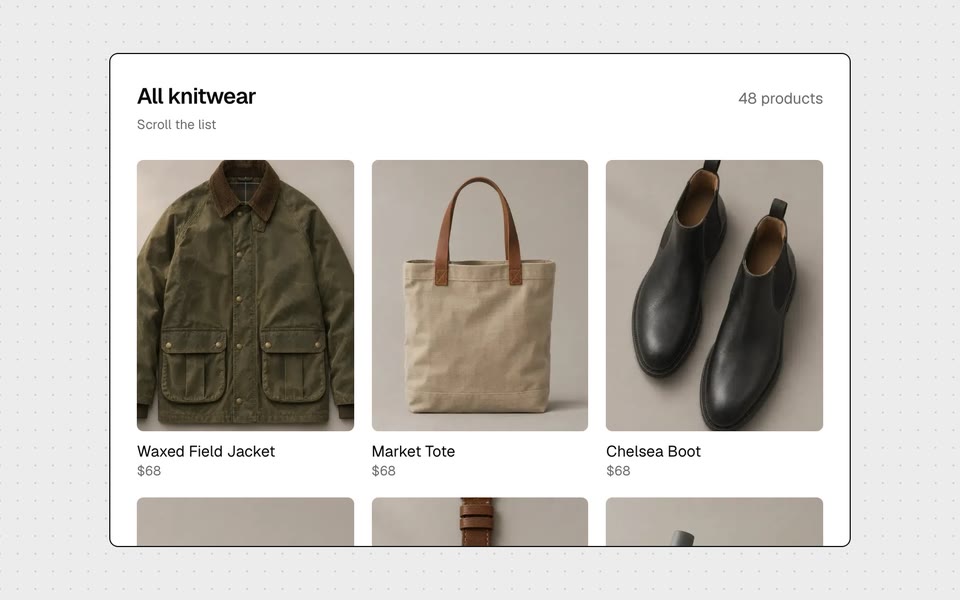 All knitwear
48 products
Scroll the list
Waxed Field Jacket
Market Tote
Chelsea Boot
$68
$68
$68